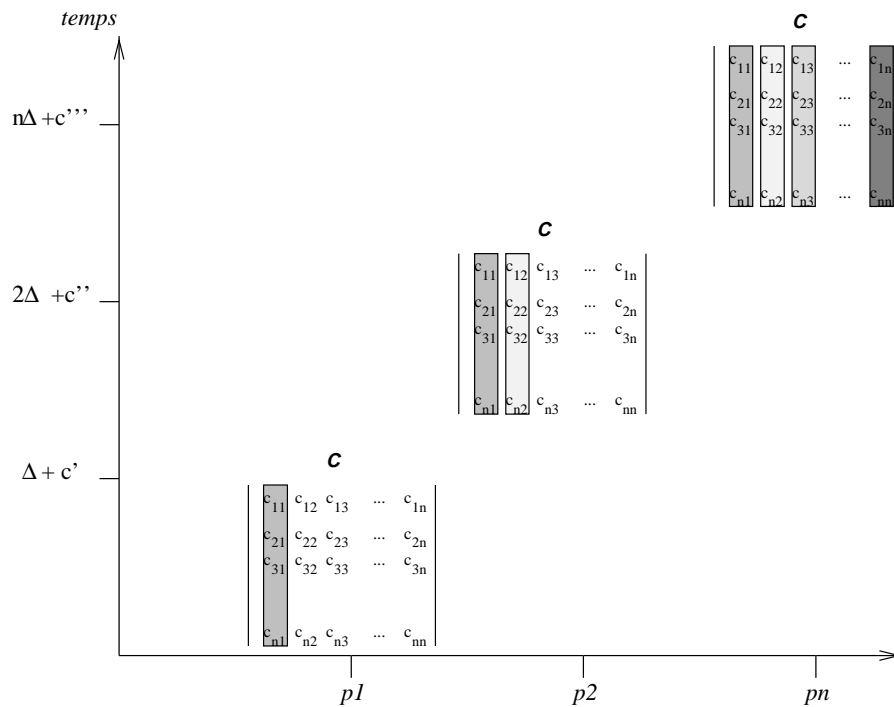 temps
C
c11 c12 c13 ... c1n
c21 c22 c23 ... c2n
nΔ +c'''
c31 c32 c33 ... c3n
cn1 cn2 cn3 ... cnn
C
c11 c12 c13 ... c1n
2Δ +c''
c21 c22 c23 ... c2n
c31 c32 c33 ... c3n
cn1 cn2 cn3 ... cnn
C
Δ + c'
c11 c12 c13 ... c1n
c21 c22 c23 ... c2n
c31 c32 c33 ... c3n
cn1 cn2 cn3 ... cnn
p1 p2 pn